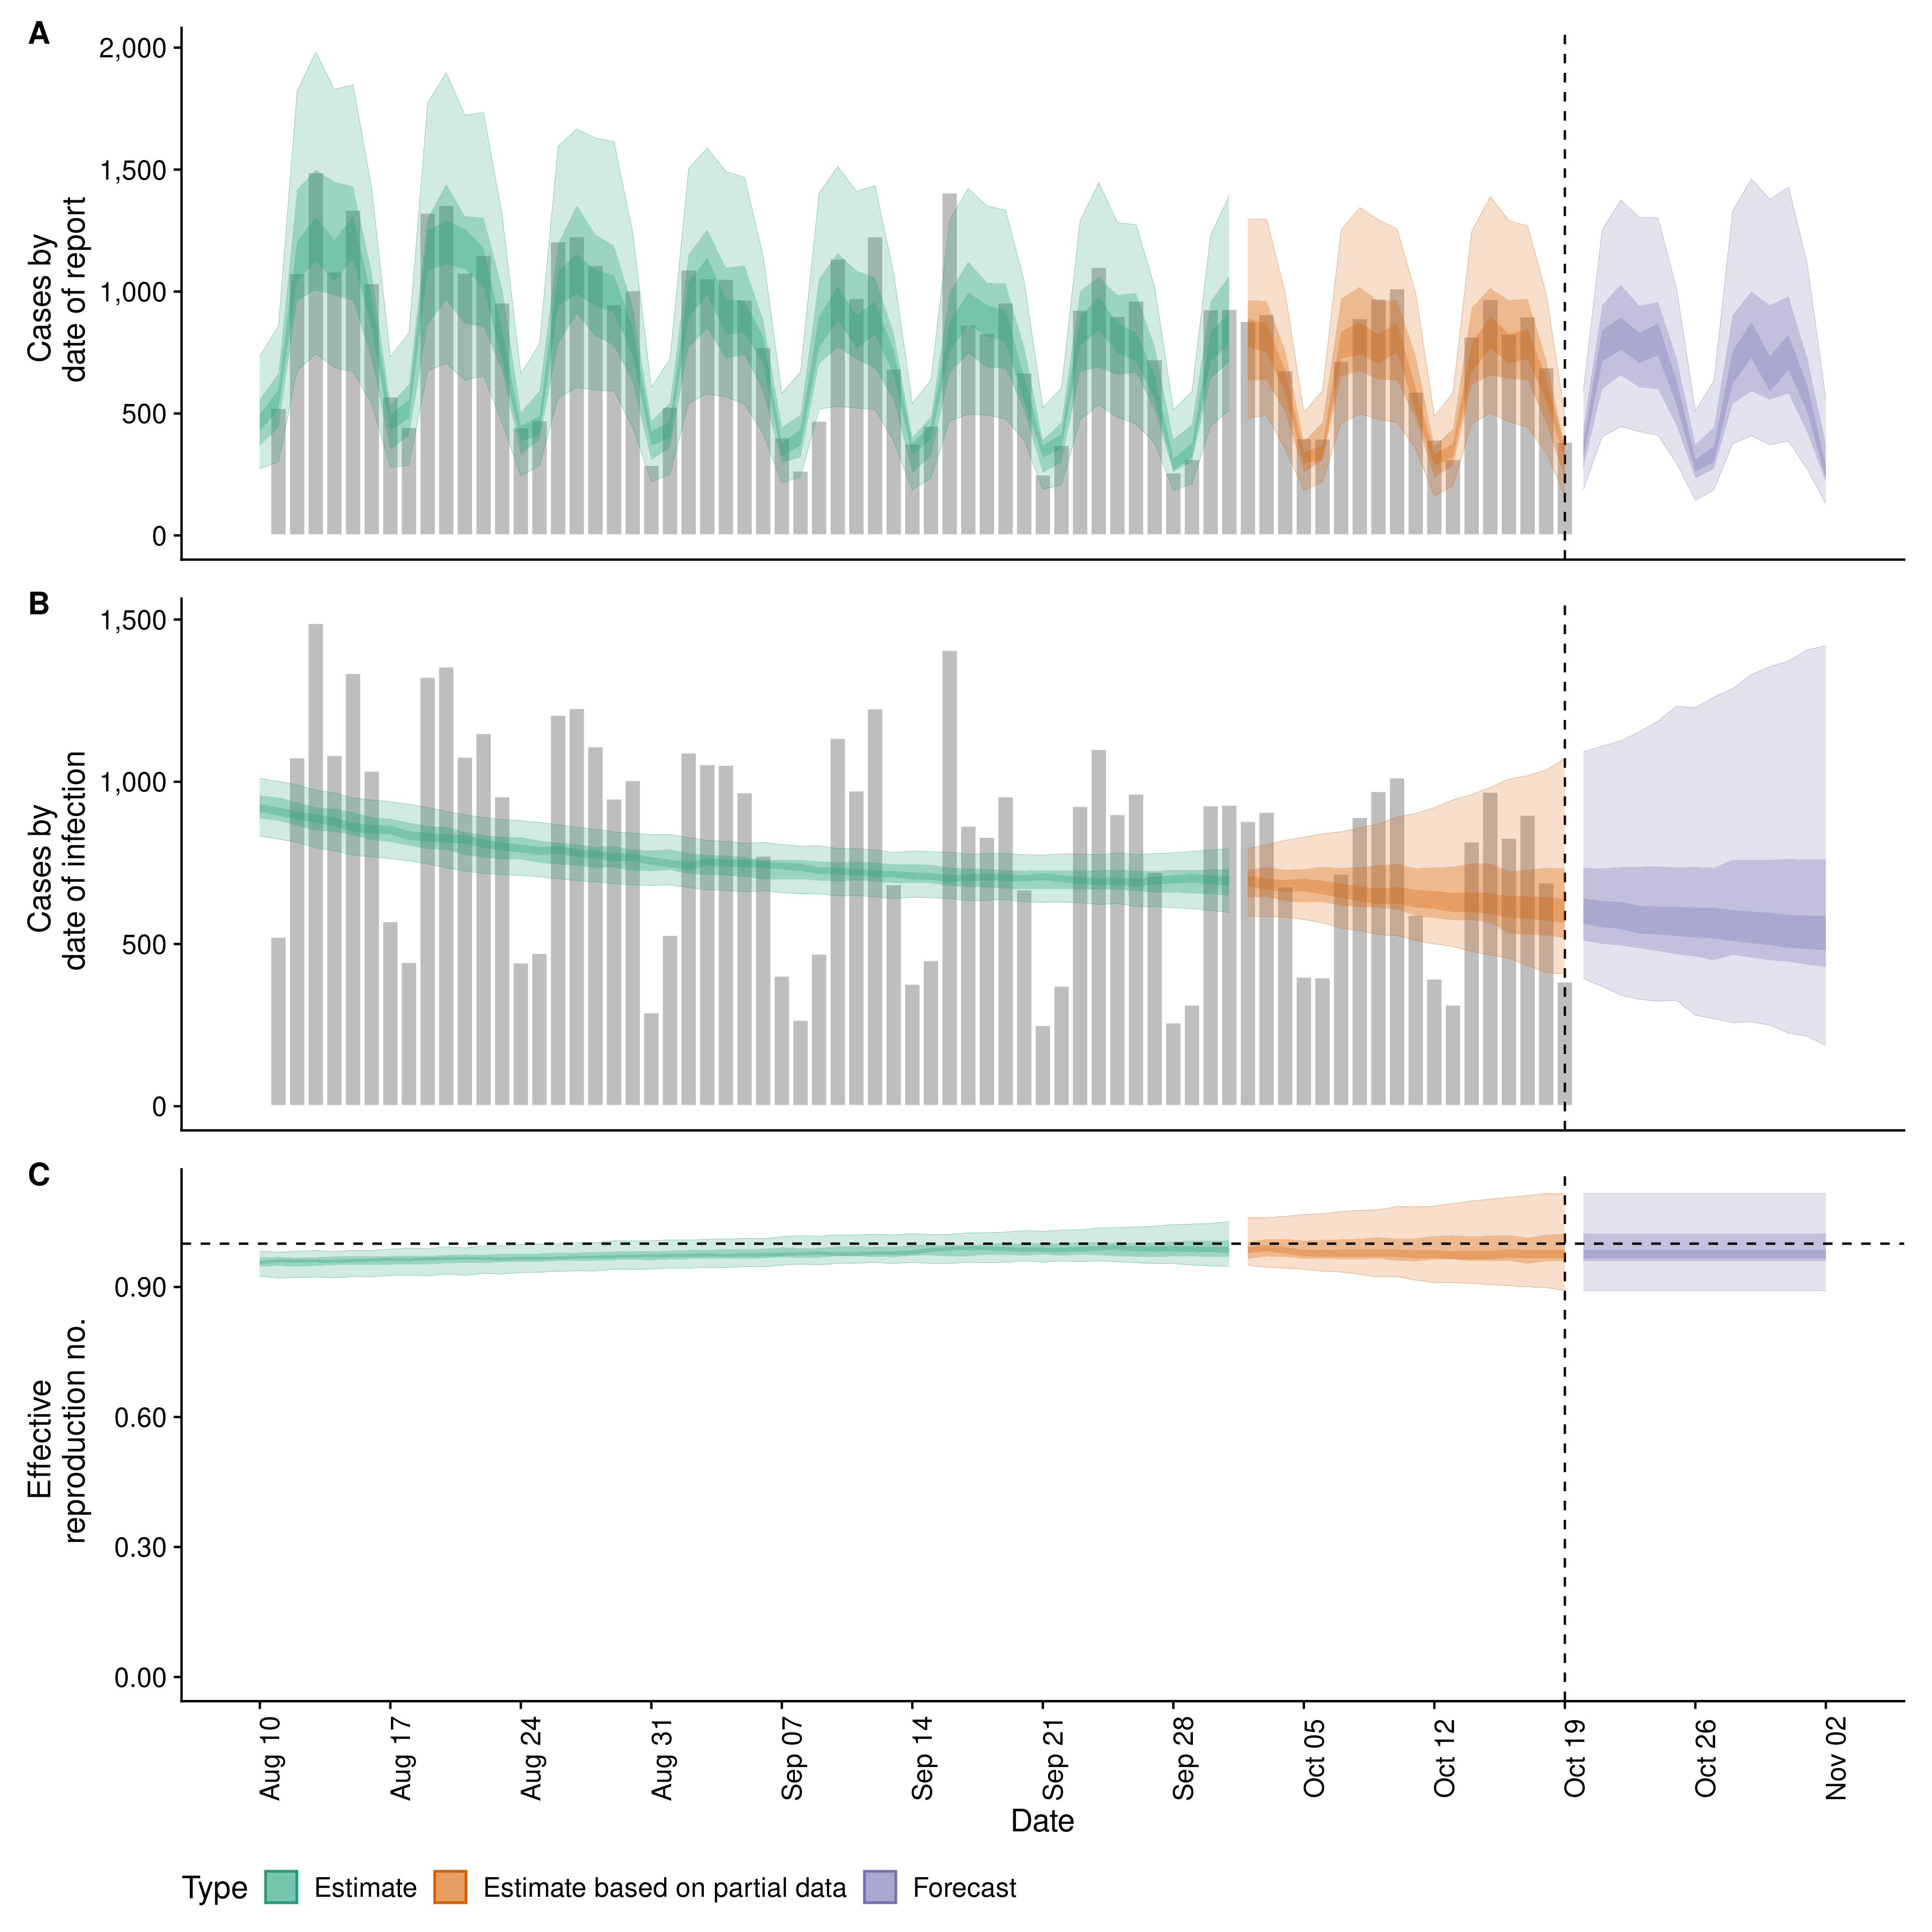 A
2,000
1,500
1,000
500
0
Cases by
date of report
B
1,500
1,000
500
0
Cases by
date of infection
C
0.90
0.60
0.30
0.00
Effective
reproduction no.
Aug 10
Aug 17
Aug 24
Aug 31
Sep 07
Sep 14
Sep 21
Sep 28
Oct 05
Oct 12
Oct 19
Oct 26
Nov 02
Date
Type Estimate Estimate based on partial data Forecast